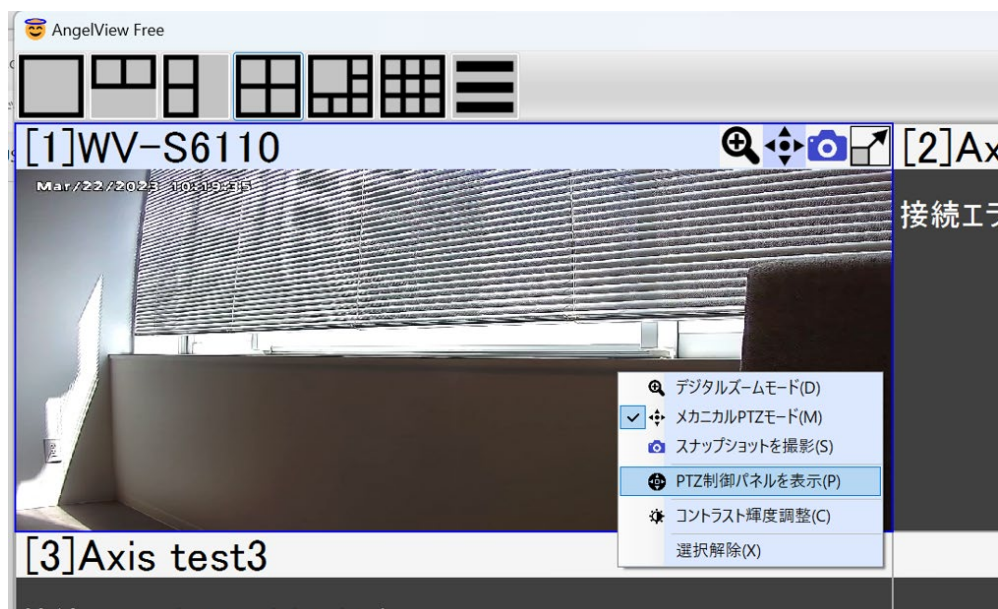 AngelView Free
[1]WV-S6110
[2]Ax
Mar/22/2023 10:19:35
接続エラ
デジタルズームモード(D)
メカニカルPTZモード(M)
スナップショットを撮影(S)
PTZ制御パネルを表示(P)
コントラスト輝度調整(C)
選択解除(X)
[3]Axis test3